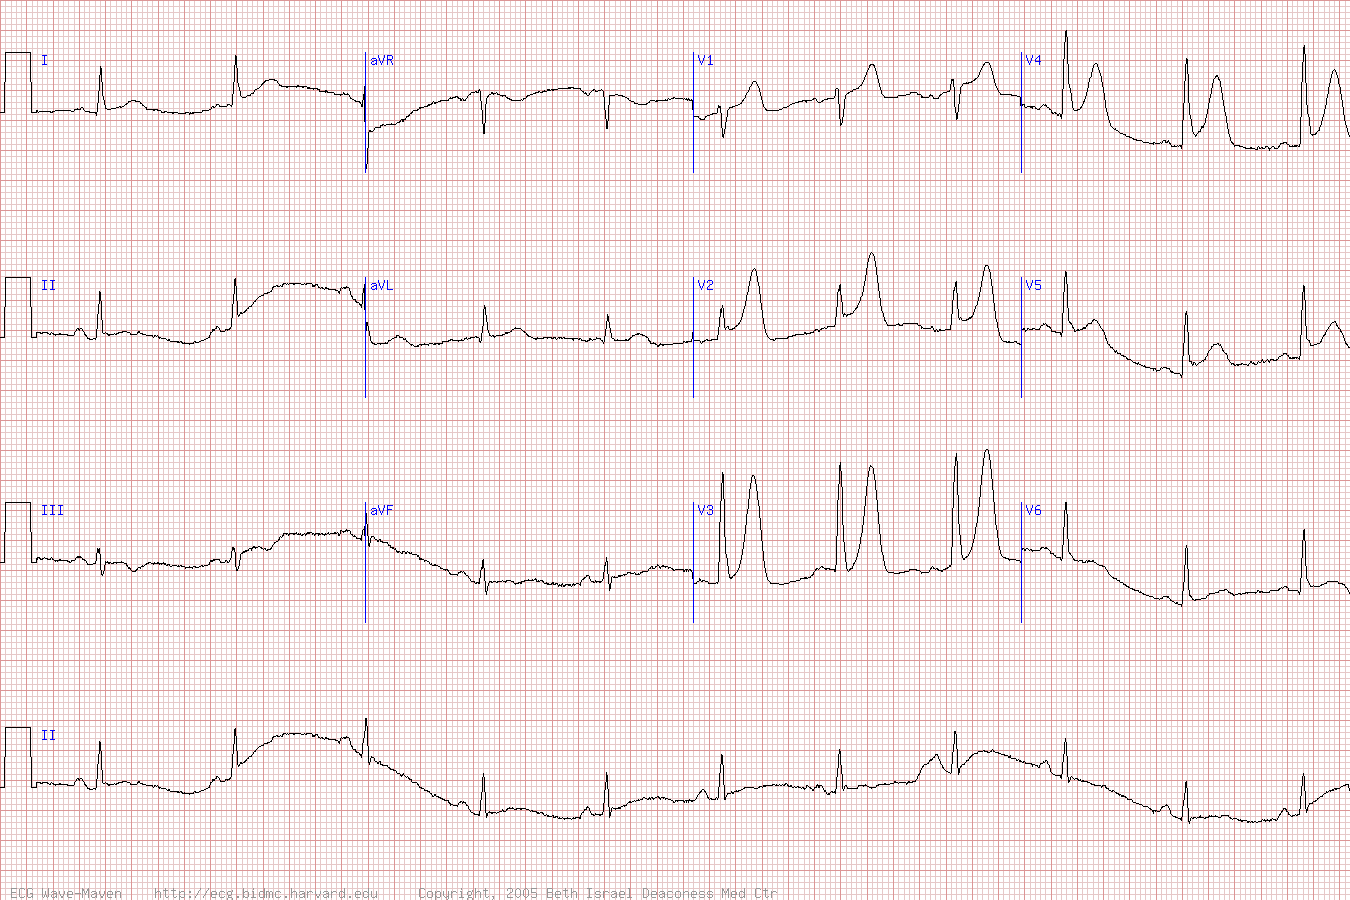 I aVR V1 V4
II aVL V2 V5
III aVF V3 V6
II
ECG Wave-Maven http://ecg.bidmc.harvard.edu Copyright, 2005 Beth Israel Deaconess Med Ctr